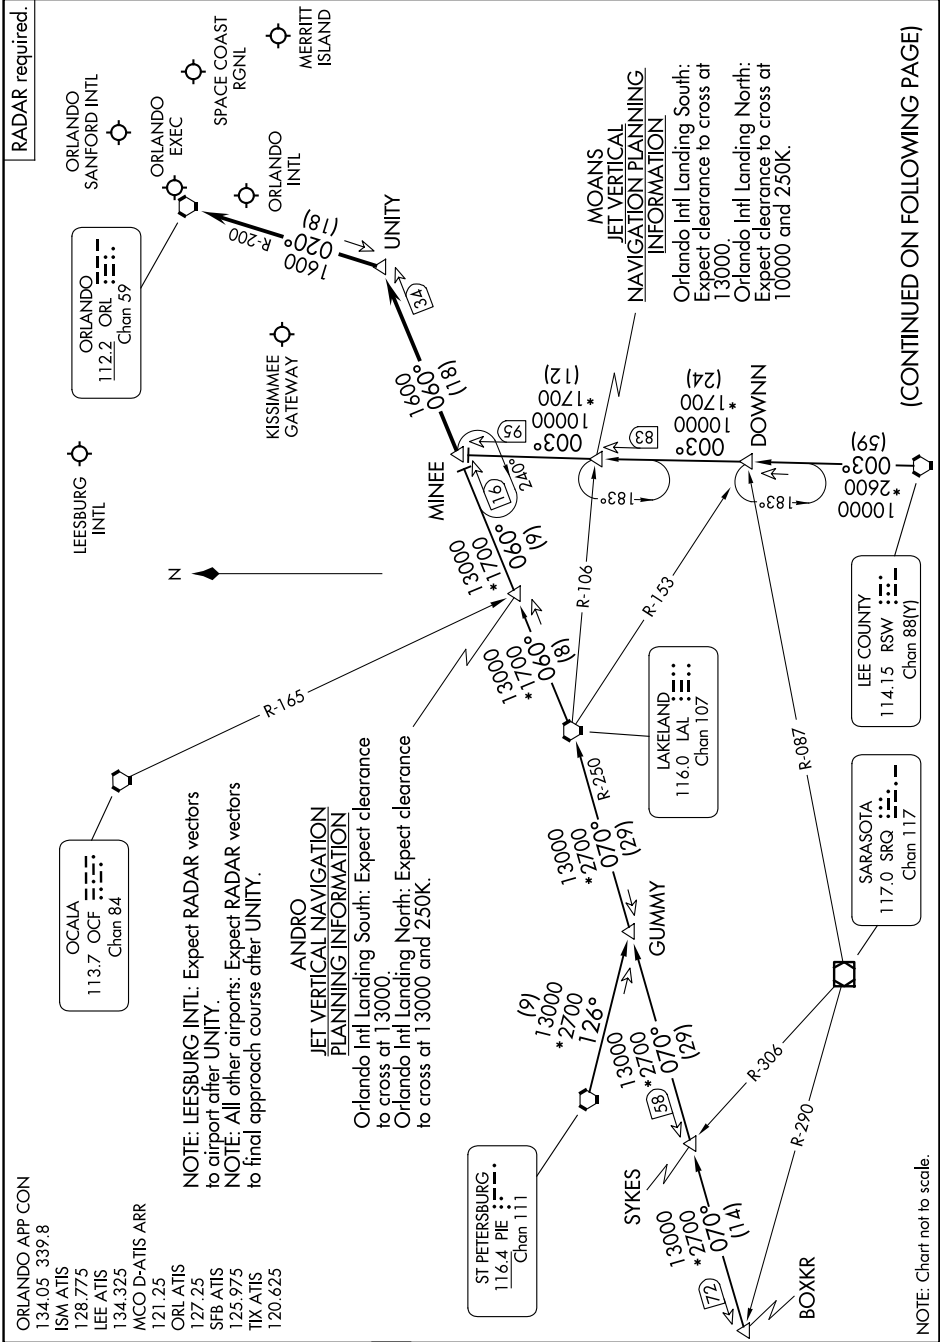 RADAR required.
ORLANDO APP CON
134.05 339.8
ISM ATIS
128.775
LEE ATIS
134.325
MCO D-ATIS ARR
121.25
ORL ATIS
127.25
SFB ATIS
125.975
TIX ATIS
120.625
NOTE: LEESBURG INTL: Expect RADAR vectors
to airport after UNITY.
NOTE: All other airports: Expect RADAR vectors
to final approach course after UNITY.
OCALA
113.7 OCF
Chan 84
R-165
N
LEESBURG
INTL
ORLANDO
112.2 ORL
Chan 59
KISSIMMEE
GATEWAY
ORLANDO
SANFORD INTL
ORLANDO
EXEC
SPACE COAST
RGNL
MERRITT
ISLAND
ORLANDO
INTL
R-200
1600
020°
(18)
UNITY
34
1600
060°
(18)
MINEE
16
95
240°
13000
*1700
060°
(9)
13000
*1700
060°
(8)
ANDRO
JET VERTICAL NAVIGATION
PLANNING INFORMATION
Orlando Intl Landing South: Expect clearance
to cross at 13000.
Orlando Intl Landing North: Expect clearance
to cross at 13000 and 250K.
MOANS
JET VERTICAL
NAVIGATION PLANNING
INFORMATION
Orlando Intl Landing South:
Expect clearance to cross at
13000.
Orlando Intl Landing North:
Expect clearance to cross at
10000 and 250K.
003°
10000
*1700
(12)
83
183°
003°
10000
*1700
(24)
DOWNN
183°
10000
*2600
003°
(59)
R-106
R-153
R-087
LAKELAND
116.0 LAL
Chan 107
LEE COUNTY
114.15 RSW
Chan 88(Y)
SARASOTA
117.0 SRQ
Chan 117
R-250
13000
*2700
070°
(29)
GUMMY
(9)
13000
*2700
126°
ST PETERSBURG
116.4 PIE
Chan 111
13000
*2700
070°
(29)
58
SYKES
R-306
R-290
13000
*2700
070°
(14)
72
BOXKR
NOTE: Chart not to scale.
(CONTINUED ON FOLLOWING PAGE)